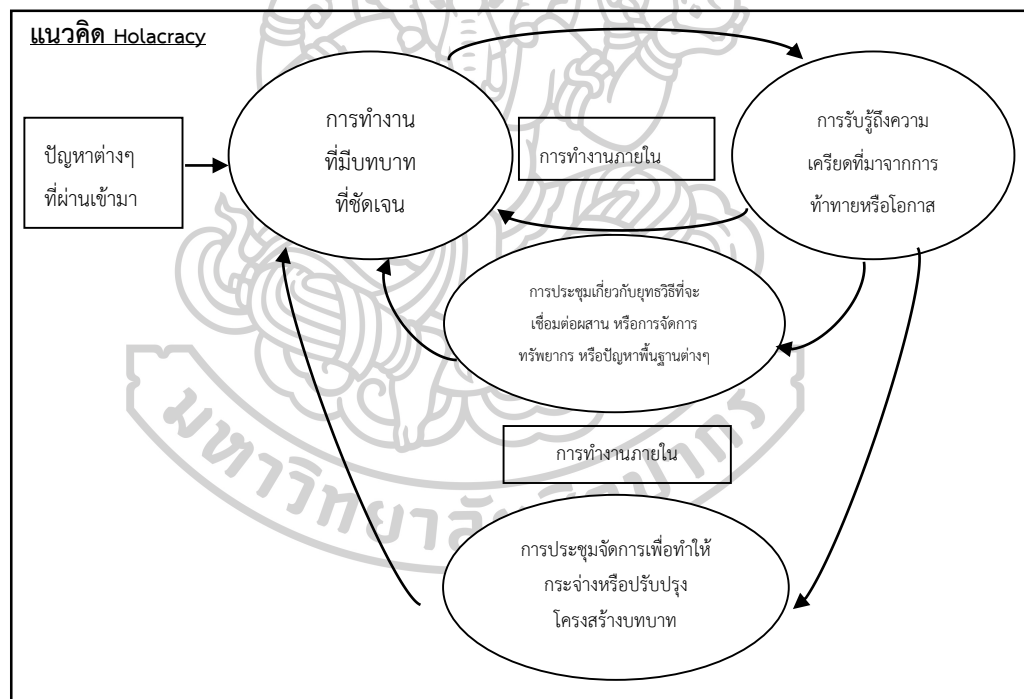 แนวคิด Holacracy
ปัญหาต่างๆ
ที่ผ่านเข้ามา
การทำงาน
ที่มีบทบาท
ที่ชัดเจน
การทำงานภายใน
การรับรู้ถึงความ
เครียดที่มาจากการ
ท้าทายหรือโอกาส
การประชุมเกี่ยวกับยุทธวิธีที่จะ
เชื่อมต่อผสาน หรือการจัดการ
ทรัพยากร หรือปัญหาพื้นฐานต่างๆ
การทำงานภายใน
การประชุมจัดการเพื่อทำให้
กระจ่างหรือปรับปรุง
โครงสร้างบทบาท